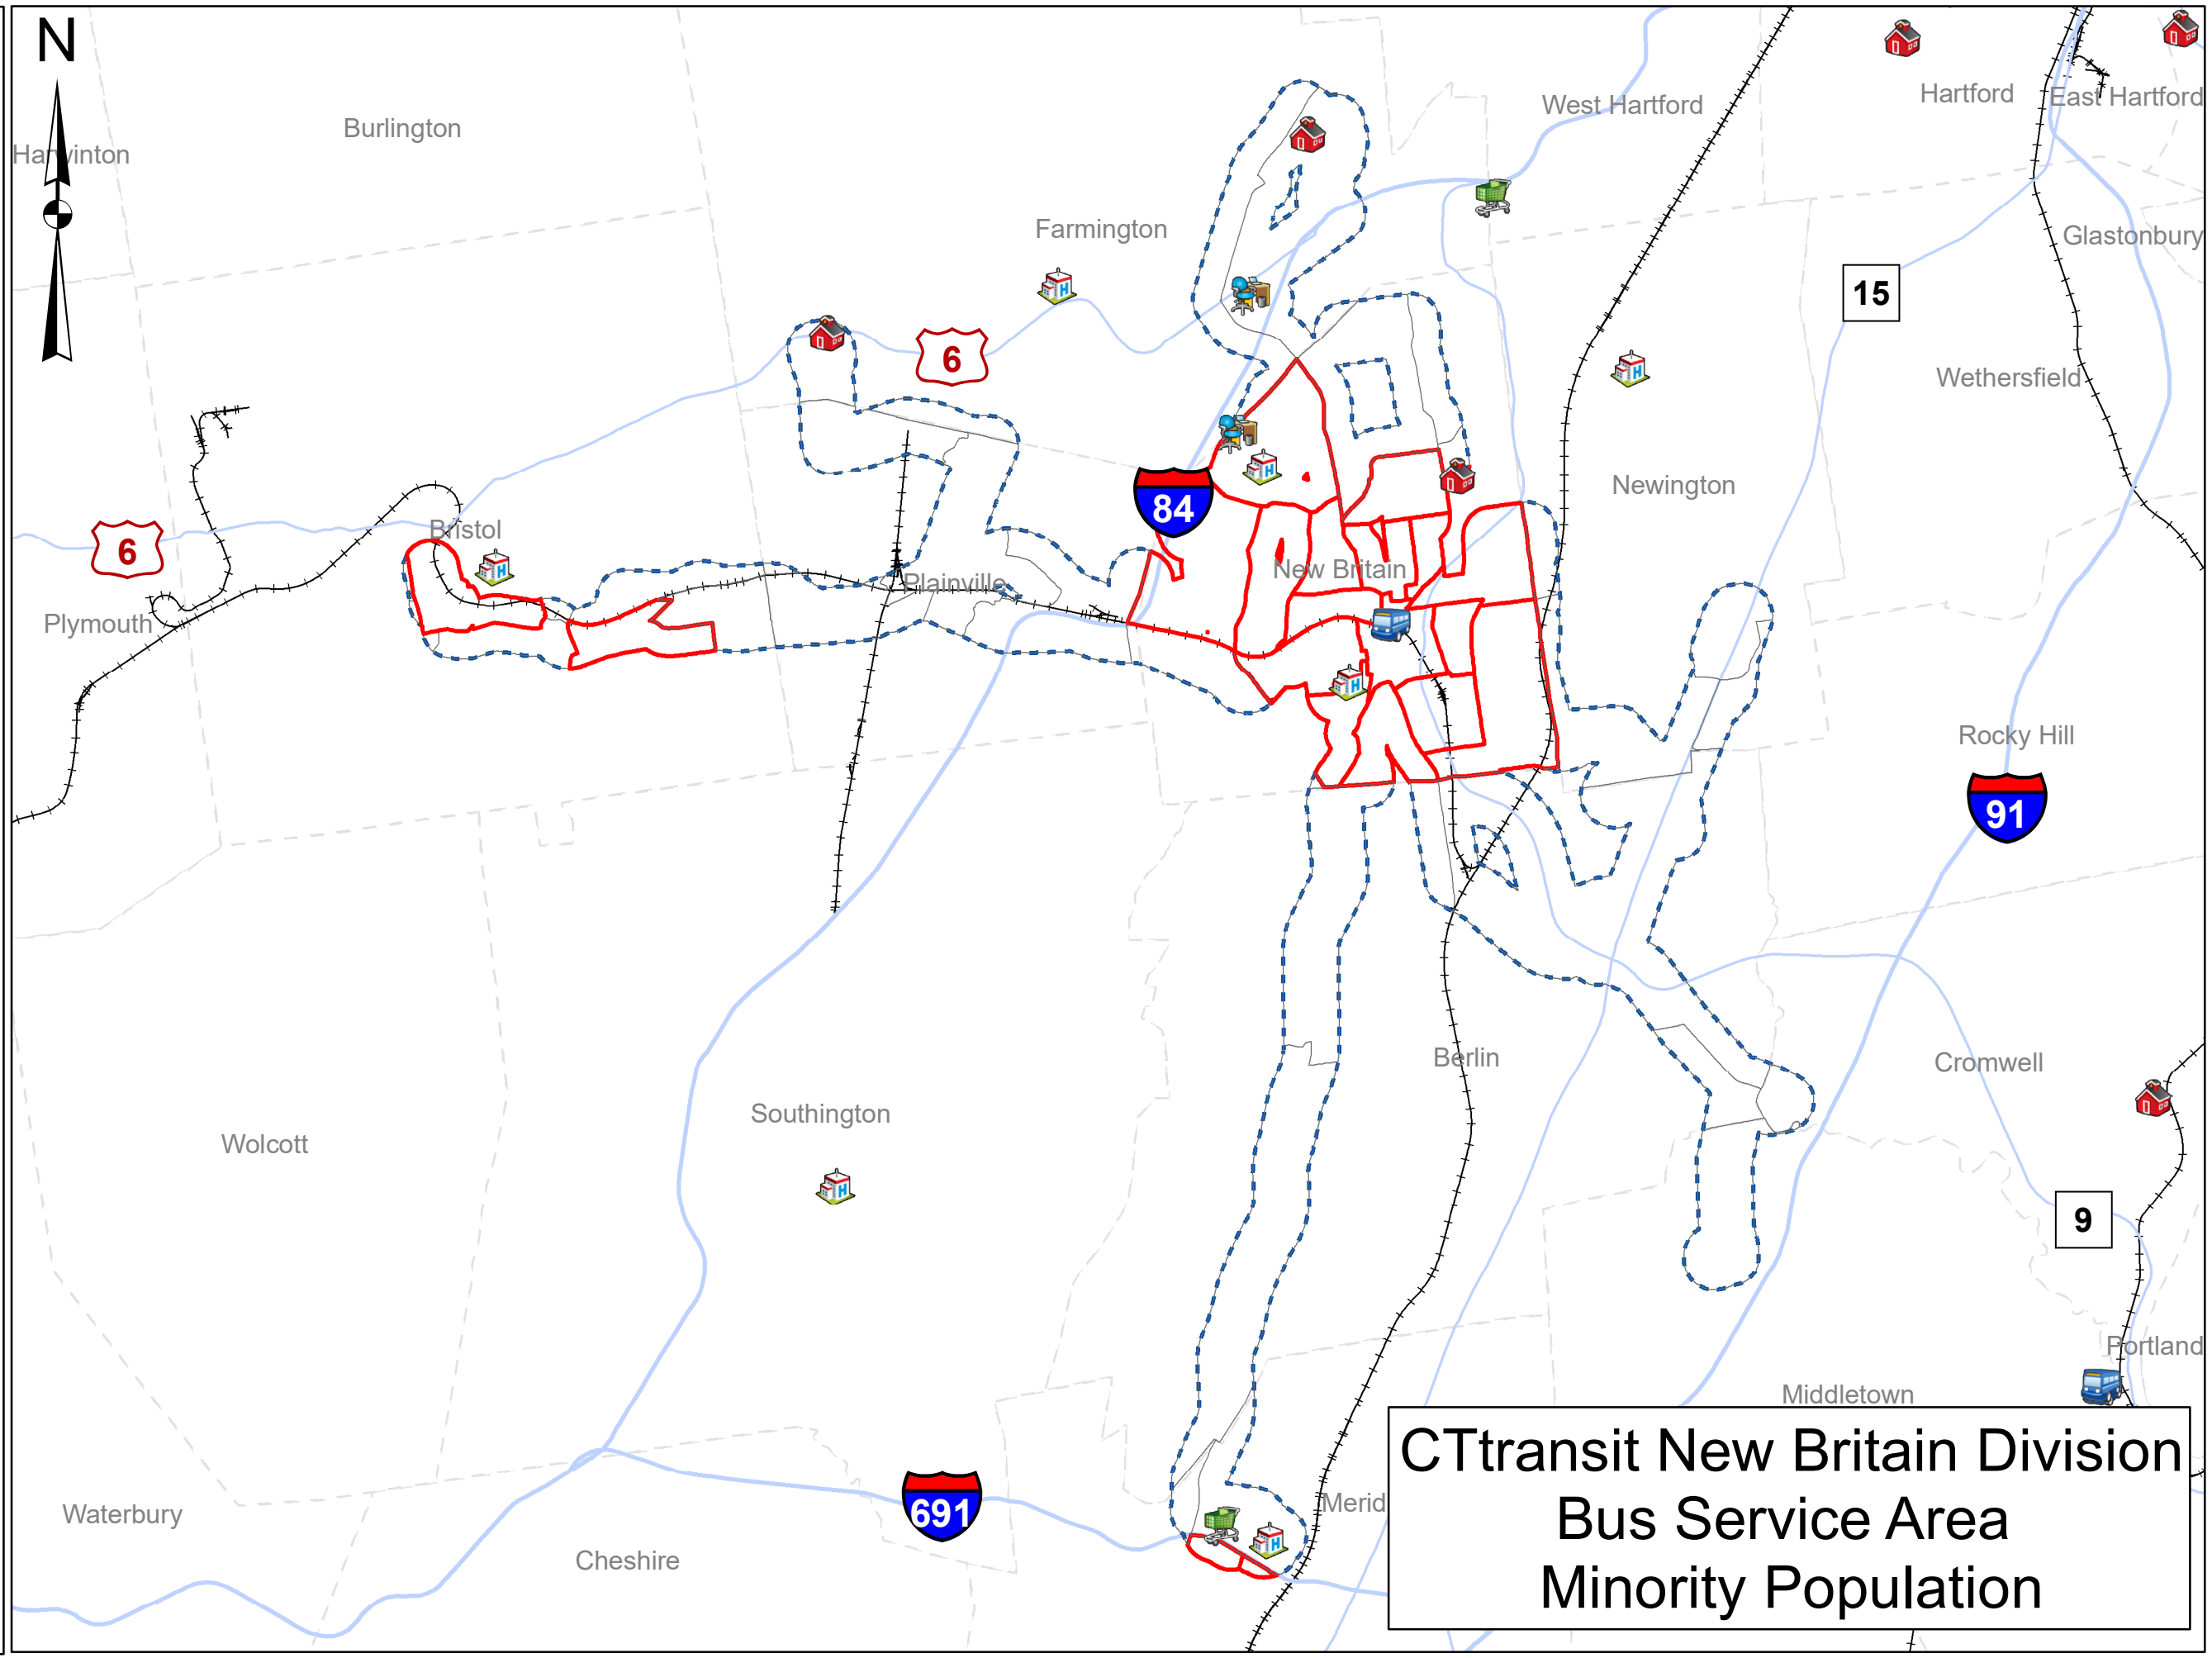 N
Burlington
Harwinton
West Hartford
Hartford
East Hartford
Farmington
Glastonbury
15
6
Wethersfield
Newington
84
Bristol
6
New Britain
Plainville
Plymouth
Rocky Hill
91
Berlin
Cromwell
Southington
Wolcott
9
Portland
Middletown
Merid
691
Waterbury
Cheshire
CTtransit New Britain Division
Bus Service Area
Minority Population
H
H
H
H
H
H
H